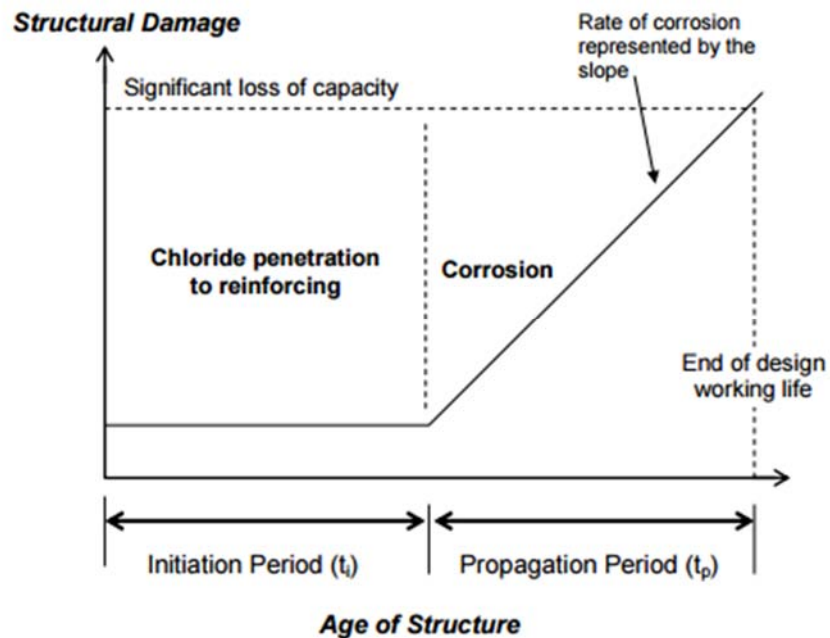 Structural Damage
Rate of corrosion
represented by the
slope
Significant loss of capacity
Chloride penetration
to reinforcing
Corrosion
End of design
working life
Initiation Period (tᵢ)
Propagation Period (tₚ)
Age of Structure